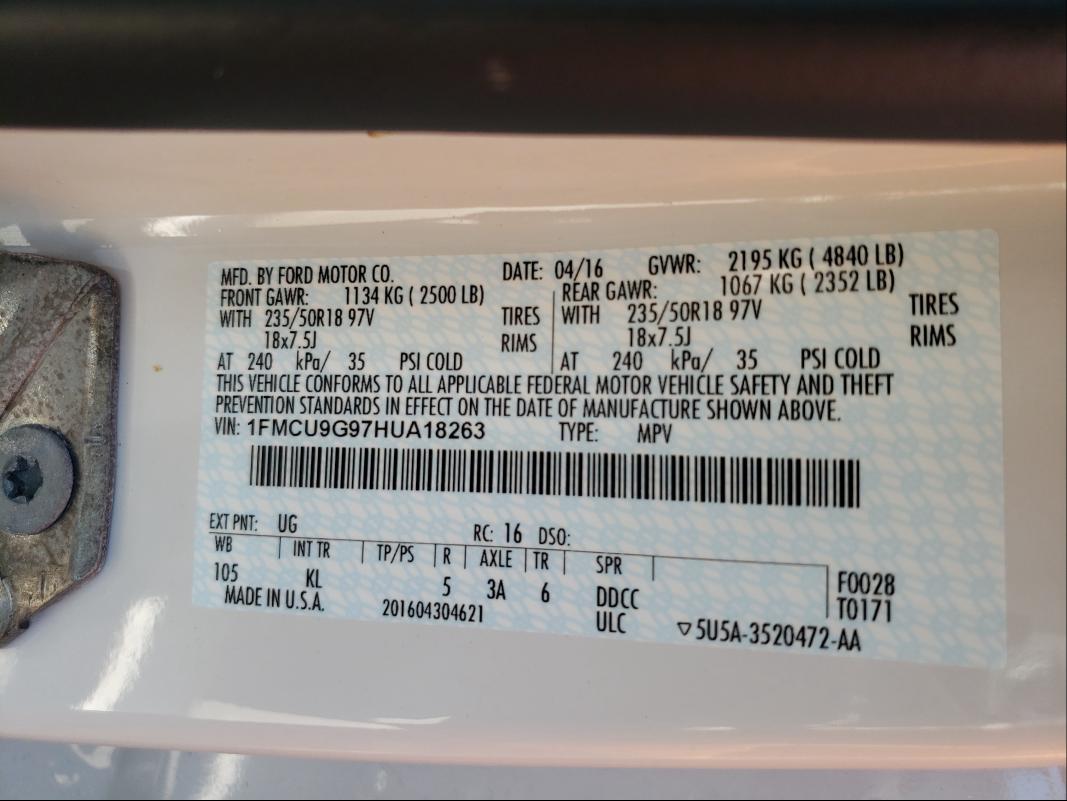 MFD. BY FORD MOTOR CO. DATE: 04/16 GVWR: 2195 KG ( 4840 LB)
FRONT GAWR: 1134 KG ( 2500 LB) REAR GAWR: 1067 KG ( 2352 LB)
WITH 235/50R18 97V TIRES WITH 235/50R18 97V TIRES
18x7.5J RIMS 18x7.5J RIMS
AT 240 kPa/ 35 PSI COLD AT 240 kPa/ 35 PSI COLD
THIS VEHICLE CONFORMS TO ALL APPLICABLE FEDERAL MOTOR VEHICLE SAFETY AND THEFT
PREVENTION STANDARDS IN EFFECT ON THE DATE OF MANUFACTURE SHOWN ABOVE.
VIN: 1FMCU9G97HUA18263 TYPE: MPV
EXT PNT: UG RC: 16 DSO:
WB INT TR TP/PS R AXLE TR SPR
105 KL 5 3A 6 DDCC F0028
MADE IN U.S.A. 201604304621 ULC T0171
▽5U5A-3520472-AA